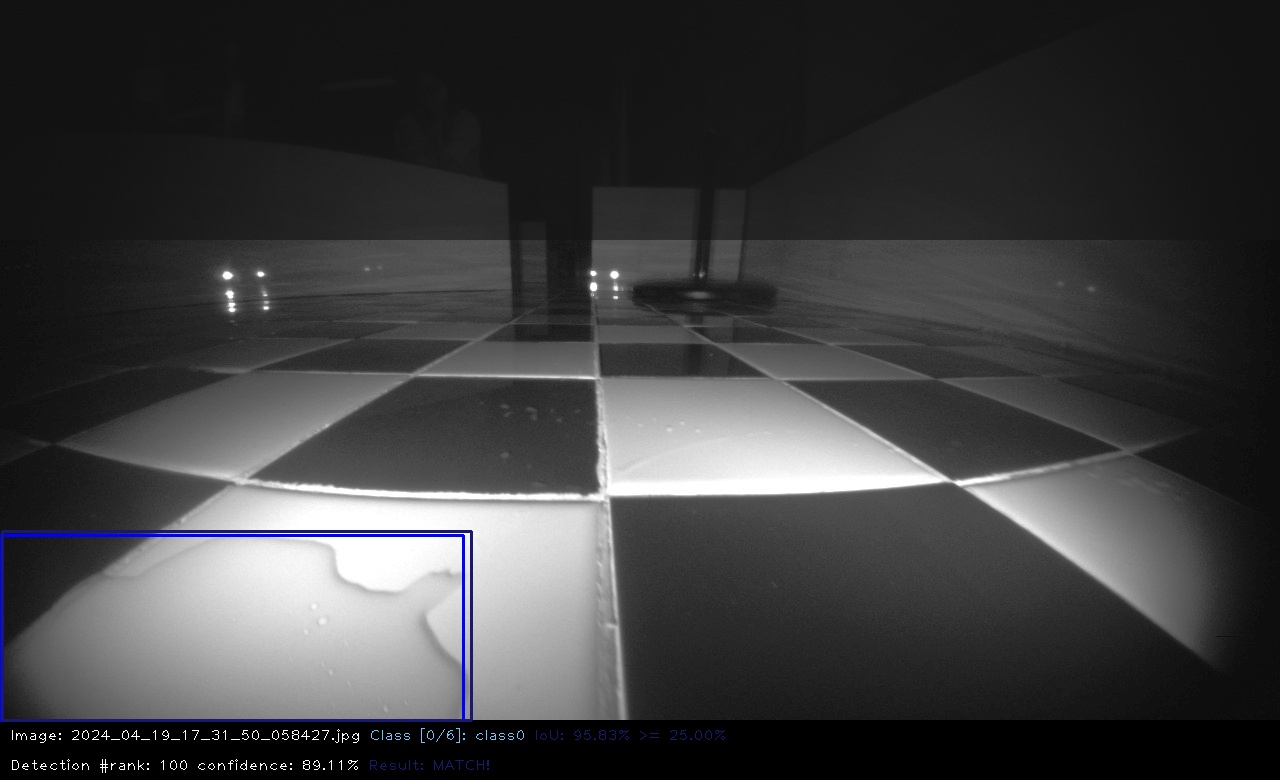 Image: 2024_04_19_17_31_50_058427.jpg Class [0/6]: class0 IoU: 95.83% >= 25.00%
Detection #rank: 100 confidence: 89.11% Result: MATCH!